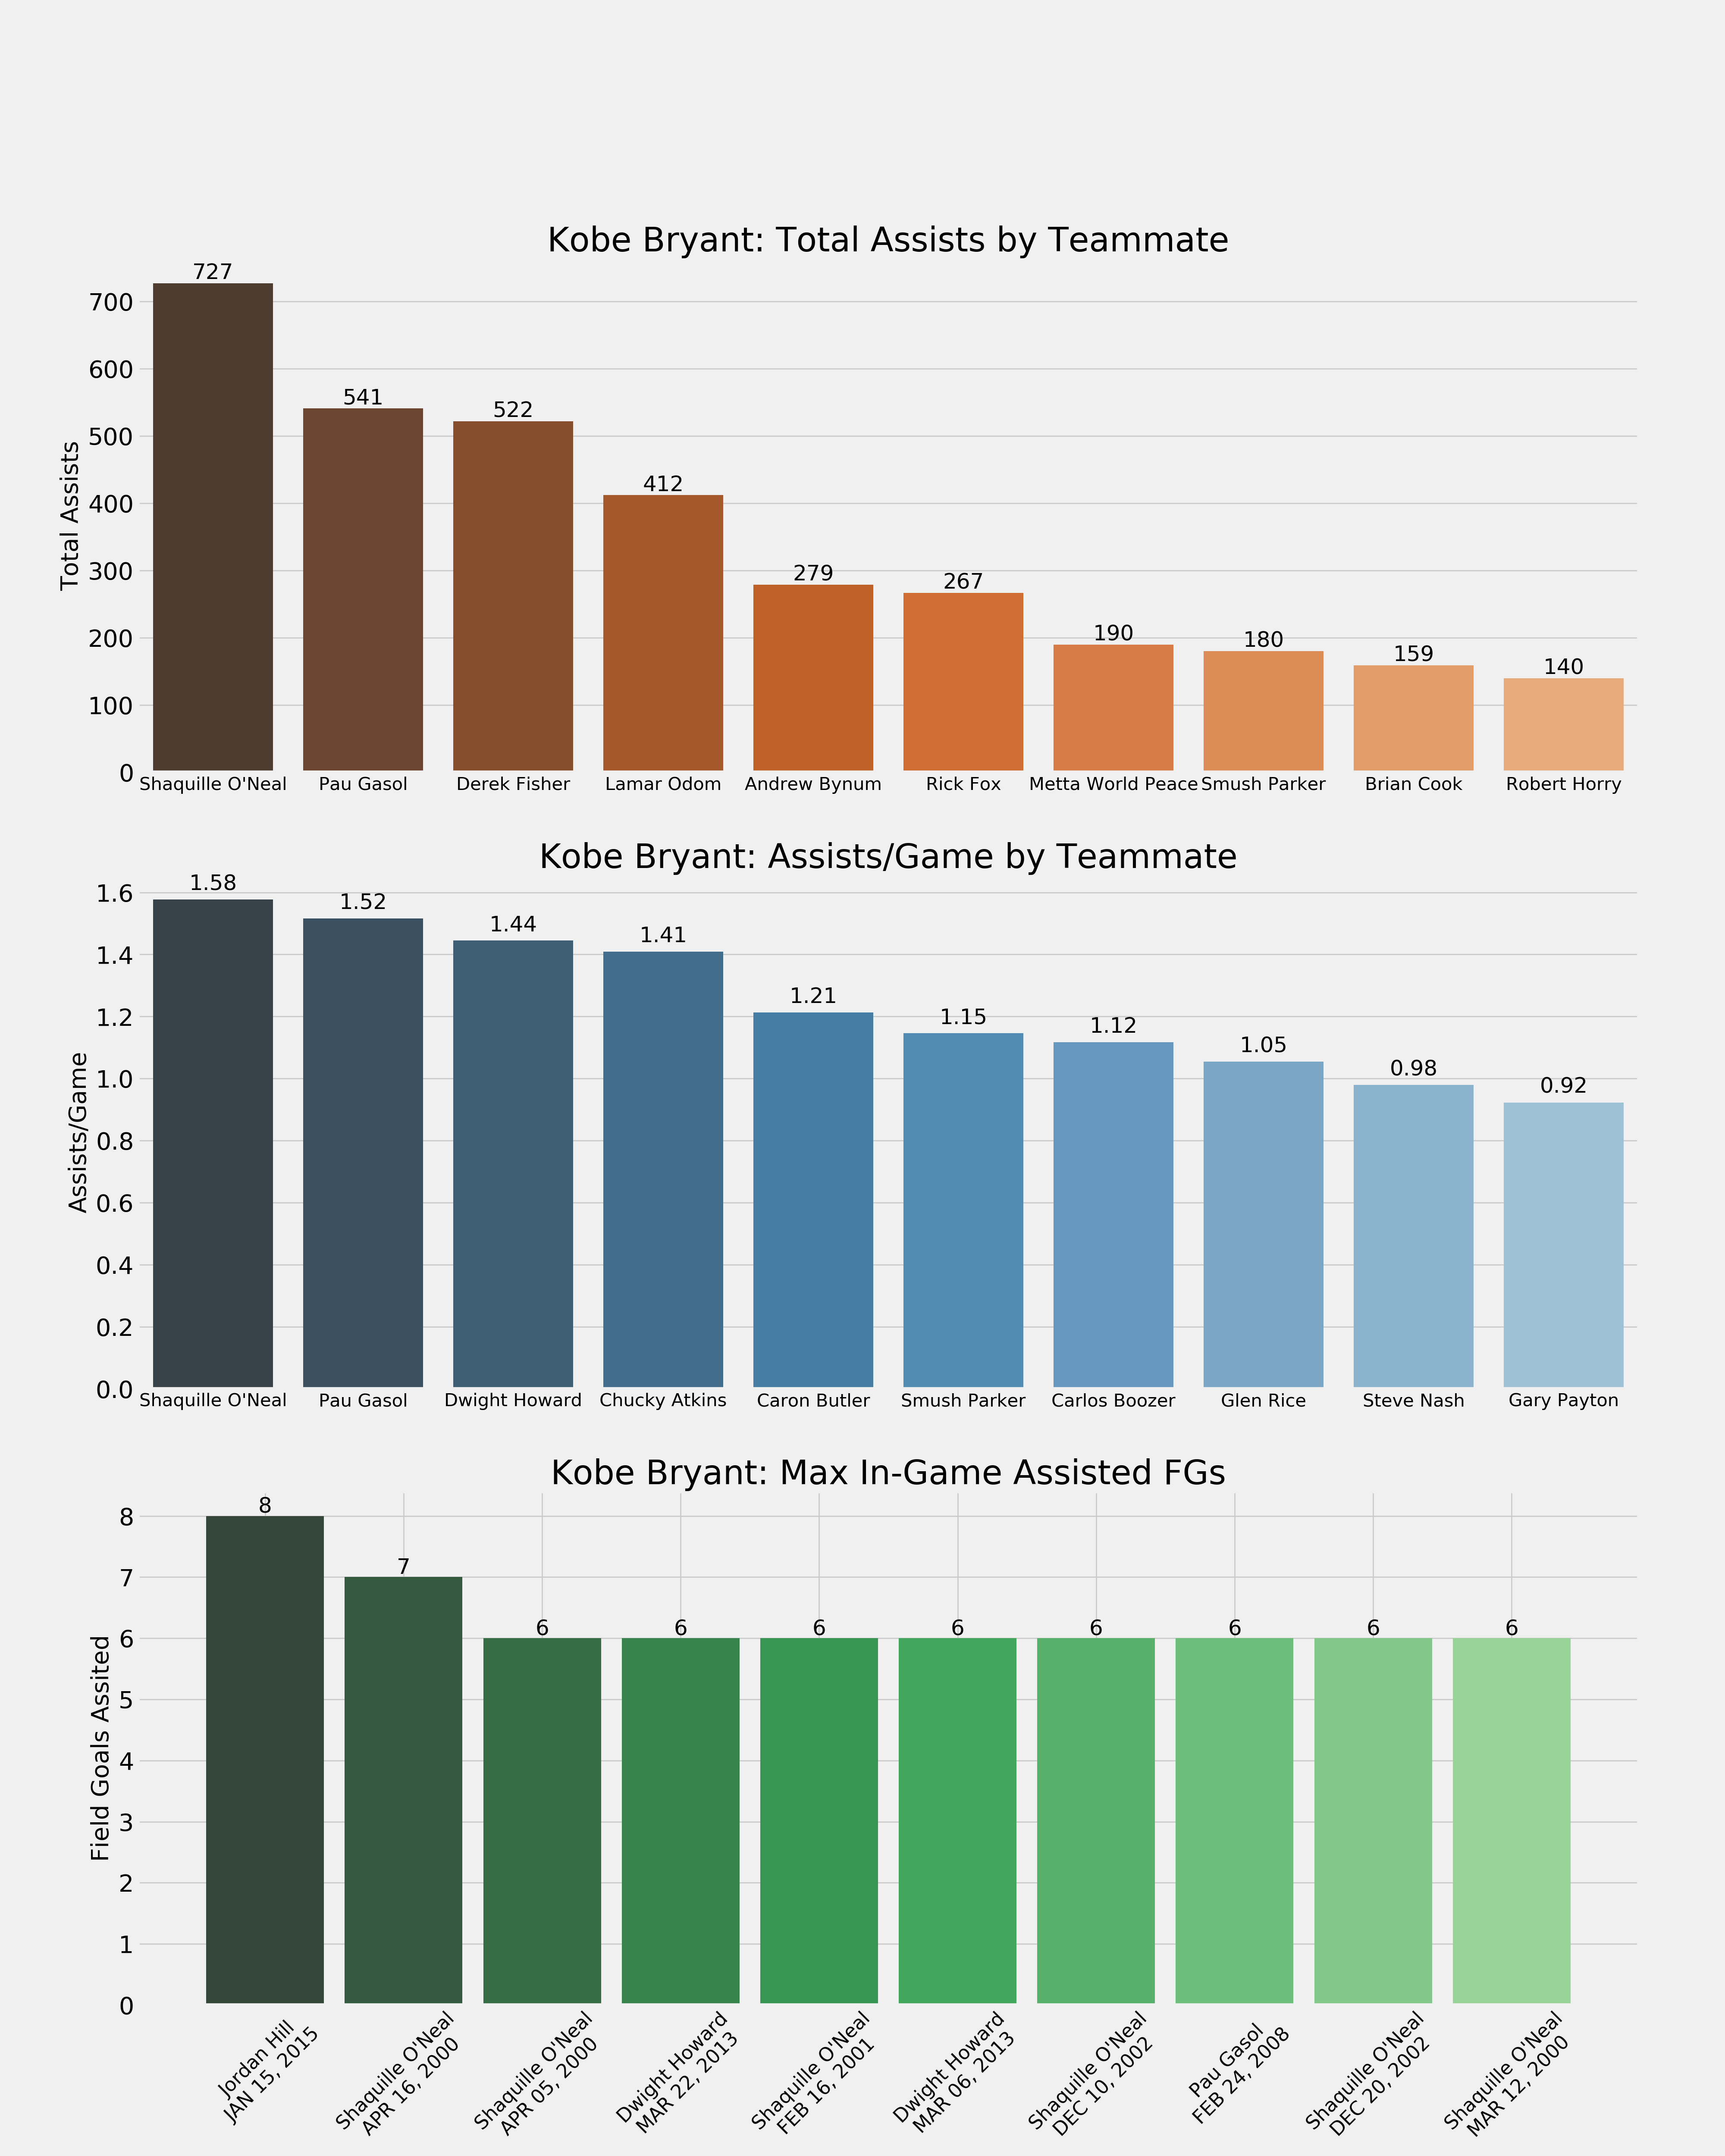 Kobe Bryant: Total Assists by Teammate
Total Assists
700
600
500
400
300
200
100
0
727
541
522
412
279
267
190
180
159
140
Shaquille O'Neal
Pau Gasol
Derek Fisher
Lamar Odom
Andrew Bynum
Rick Fox
Metta World Peace
Smush Parker
Brian Cook
Robert Horry
Kobe Bryant: Assists/Game by Teammate
Assists/Game
1.6
1.4
1.2
1.0
0.8
0.6
0.4
0.2
0.0
1.58
1.52
1.44
1.41
1.21
1.15
1.12
1.05
0.98
0.92
Shaquille O'Neal
Pau Gasol
Dwight Howard
Chucky Atkins
Caron Butler
Smush Parker
Carlos Boozer
Glen Rice
Steve Nash
Gary Payton
Kobe Bryant: Max In-Game Assisted FGs
Field Goals Assited
8
7
6
5
4
3
2
1
0
8
7
6
6
6
6
6
6
6
6
Jordan Hill
JAN 15, 2015
Shaquille O'Neal
APR 16, 2000
Shaquille O'Neal
APR 05, 2000
Dwight Howard
MAR 22, 2013
Shaquille O'Neal
FEB 16, 2001
Dwight Howard
MAR 06, 2013
Shaquille O'Neal
DEC 10, 2002
Pau Gasol
FEB 24, 2008
Shaquille O'Neal
DEC 20, 2002
Shaquille O'Neal
MAR 12, 2000